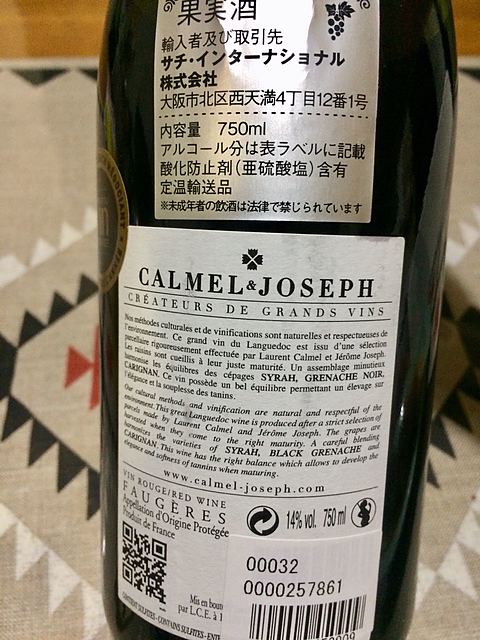 果実酒
輸入者及び取引先
サチ・インターナショナル
株式会社
大阪市北区西天満4丁目12番1号
内容量 750ml
アルコール分は表ラベルに記載
酸化防止剤(亜硫酸塩)含有
定温輸送品
※未成年者の飲酒は法律で禁じられています
CALMEL & JOSEPH
CRÉATEURS DE GRANDS VINS
Nos méthodes culturales et de vinifications sont naturelles et respectueuses de
l'environnement. Ce grand vin du Languedoc est issu d'une sélection
parcellaire rigoureusement effectuée par Laurent Calmel et Jérôme Joseph.
Les raisins sont cueillis à leur juste maturité. Un assemblage minutieux
harmonise les équilibres des cépages SYRAH, GRENACHE NOIR,
CARIGNAN. Ce vin possède un bel équilibre permettant un élevage sur
l'élégance et la souplesse des tanins.
Our cultural methods and vinification are natural and respectful of the
environment. This great Languedoc wine is produced after a strict selection of
parcels made by Laurent Calmel and Jérôme Joseph. The grapes are
harvested when they come to the right maturity. A careful blending
harmonizes the varieties of SYRAH, BLACK GRENACHE and
CARIGNAN. This wine has the right balance which allows to develop the
elegance and softness of tannins when maturing.
www.calmel-joseph.com
VIN ROUGE/RED WINE
FAUGÈRES
Appellation d'Origine Protégée
Produit de France
14% vol. 750 ml
Mis en bout
par L.C.E. à 1
CONTIENT SULFITES - CONTAINS SULFITES - ENT
00032
0000257861